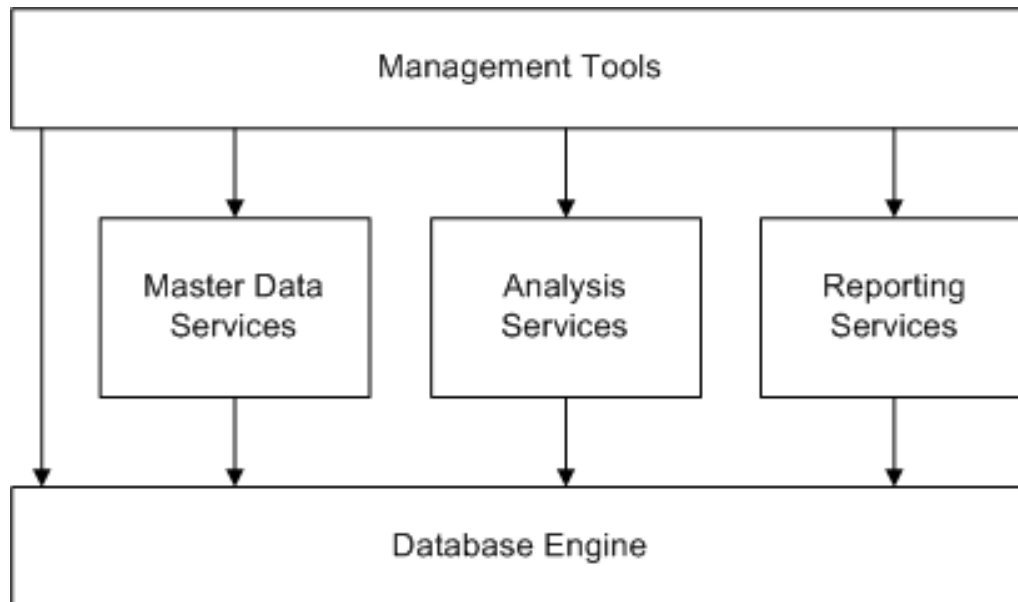 Management Tools
Master Data
Services
Analysis
Services
Reporting
Services
Database Engine